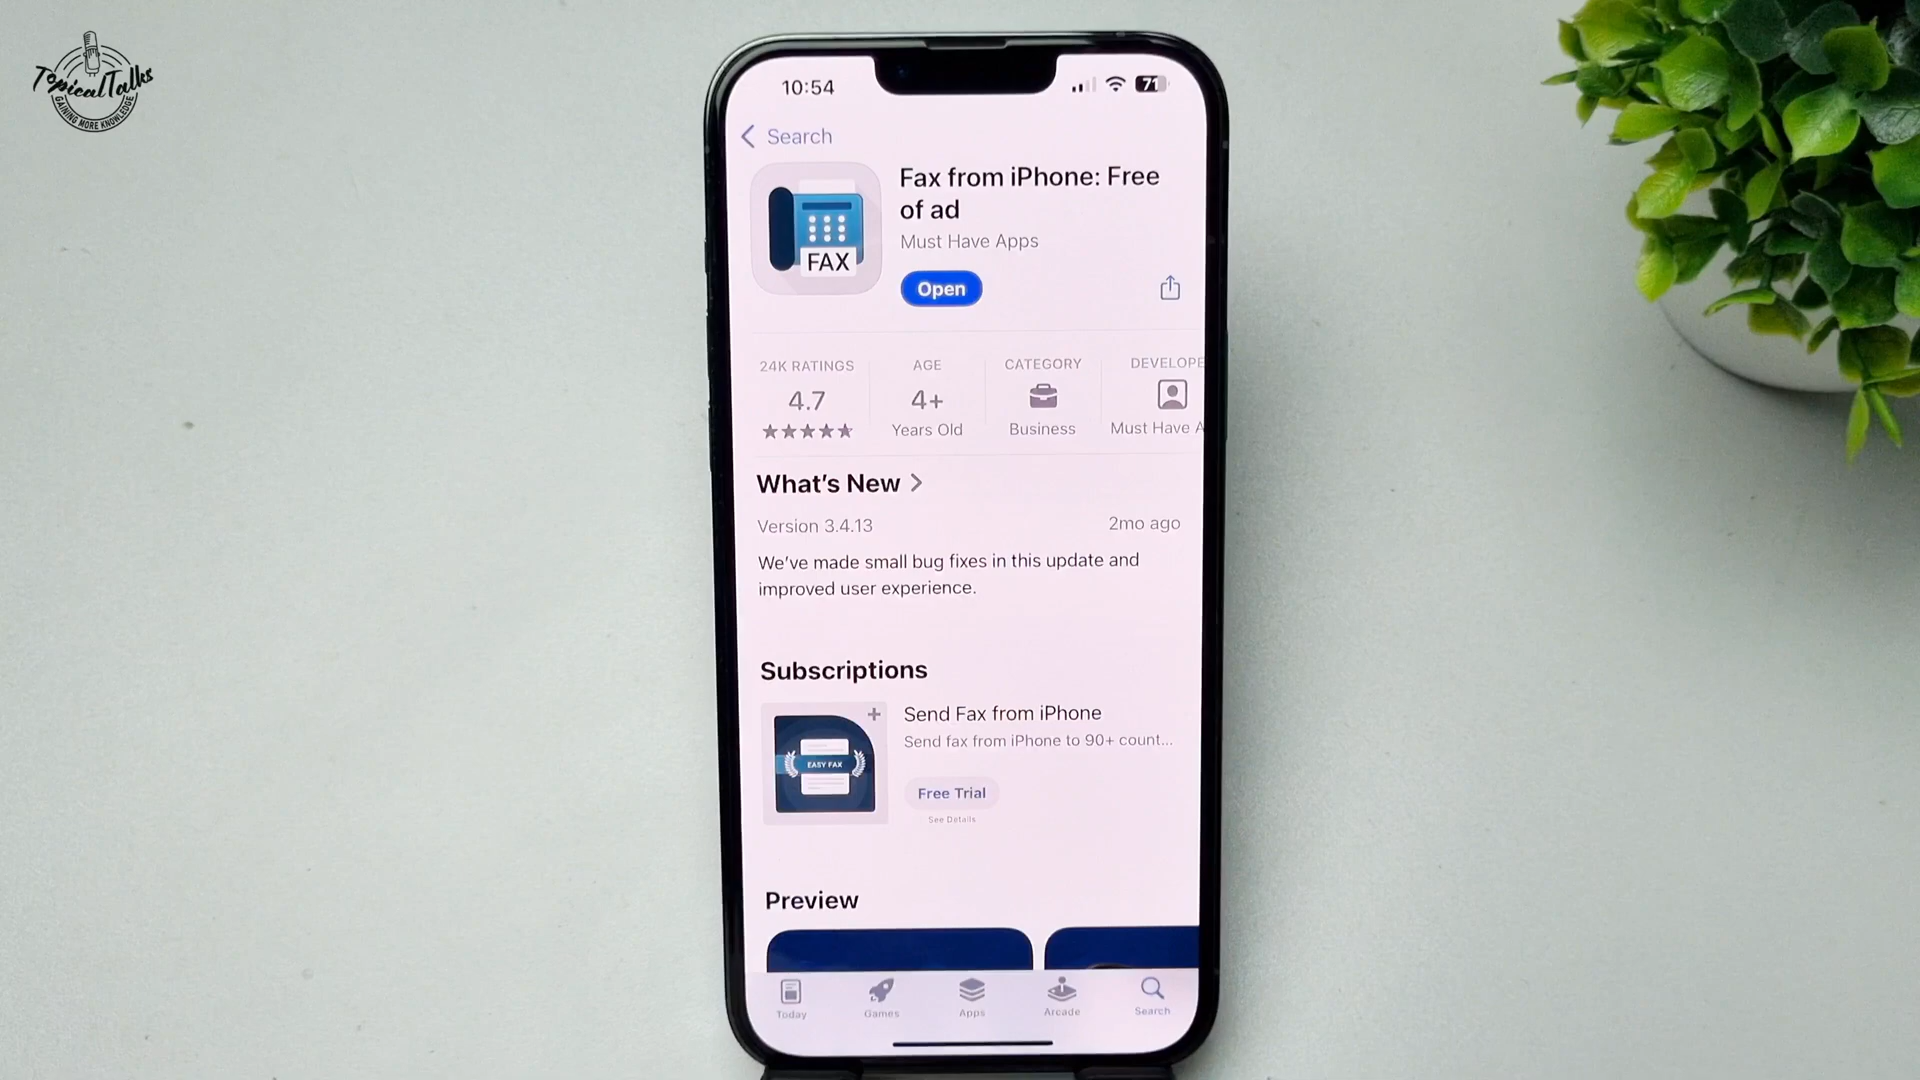 Topical Talks
GAINING MORE KNOWLEDGE
10:54
71
Search
Fax from iPhone: Free
of ad
Must Have Apps
FAX
Open
24K RATINGS
4.7
AGE
4+
Years Old
CATEGORY
Business
DEVELOPE
Must Have A
What's New
Version 3.4.13
2mo ago
We've made small bug fixes in this update and
improved user experience.
Subscriptions
EASY FAX
Send Fax from iPhone
Send fax from iPhone to 90+ count...
Free Trial
See Details
Preview
Today
Games
Apps
Arcade
Search